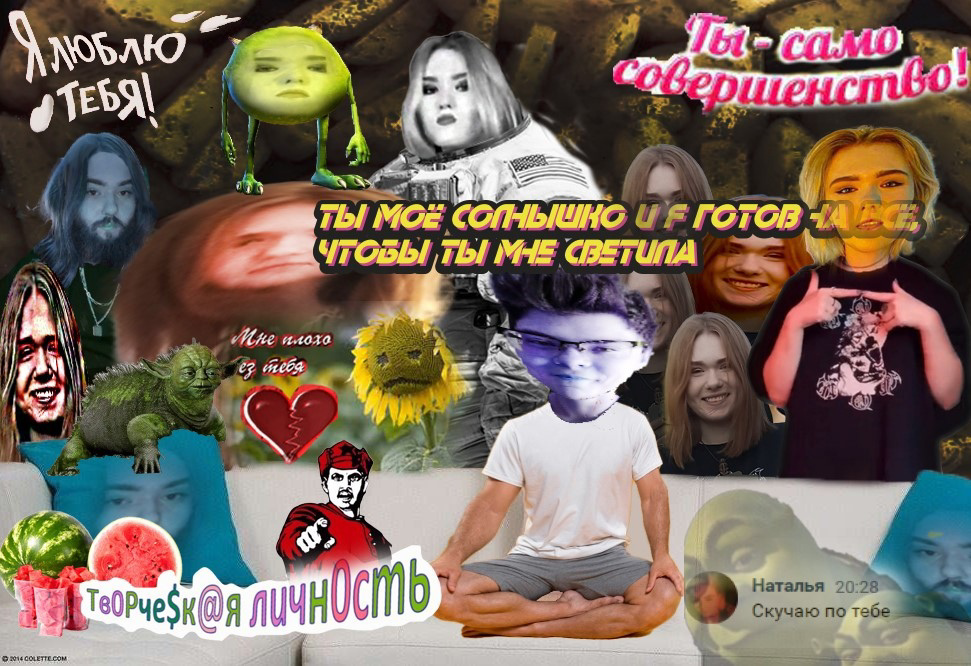 Я люблю
тебя!
Ты - само
совершенство!
ТЫ МОЁ СОЛНЫШКО И Я ГОТОВ НА ВСЕ,
ЧТОБЫ ТЫ МНЕ СВЕТИЛА
Мне плохо
ез тебя
ТвОРче$к@я личнОсть
Наталья 20:28
Скучаю по тебе
© 2014 COLETTE.COM